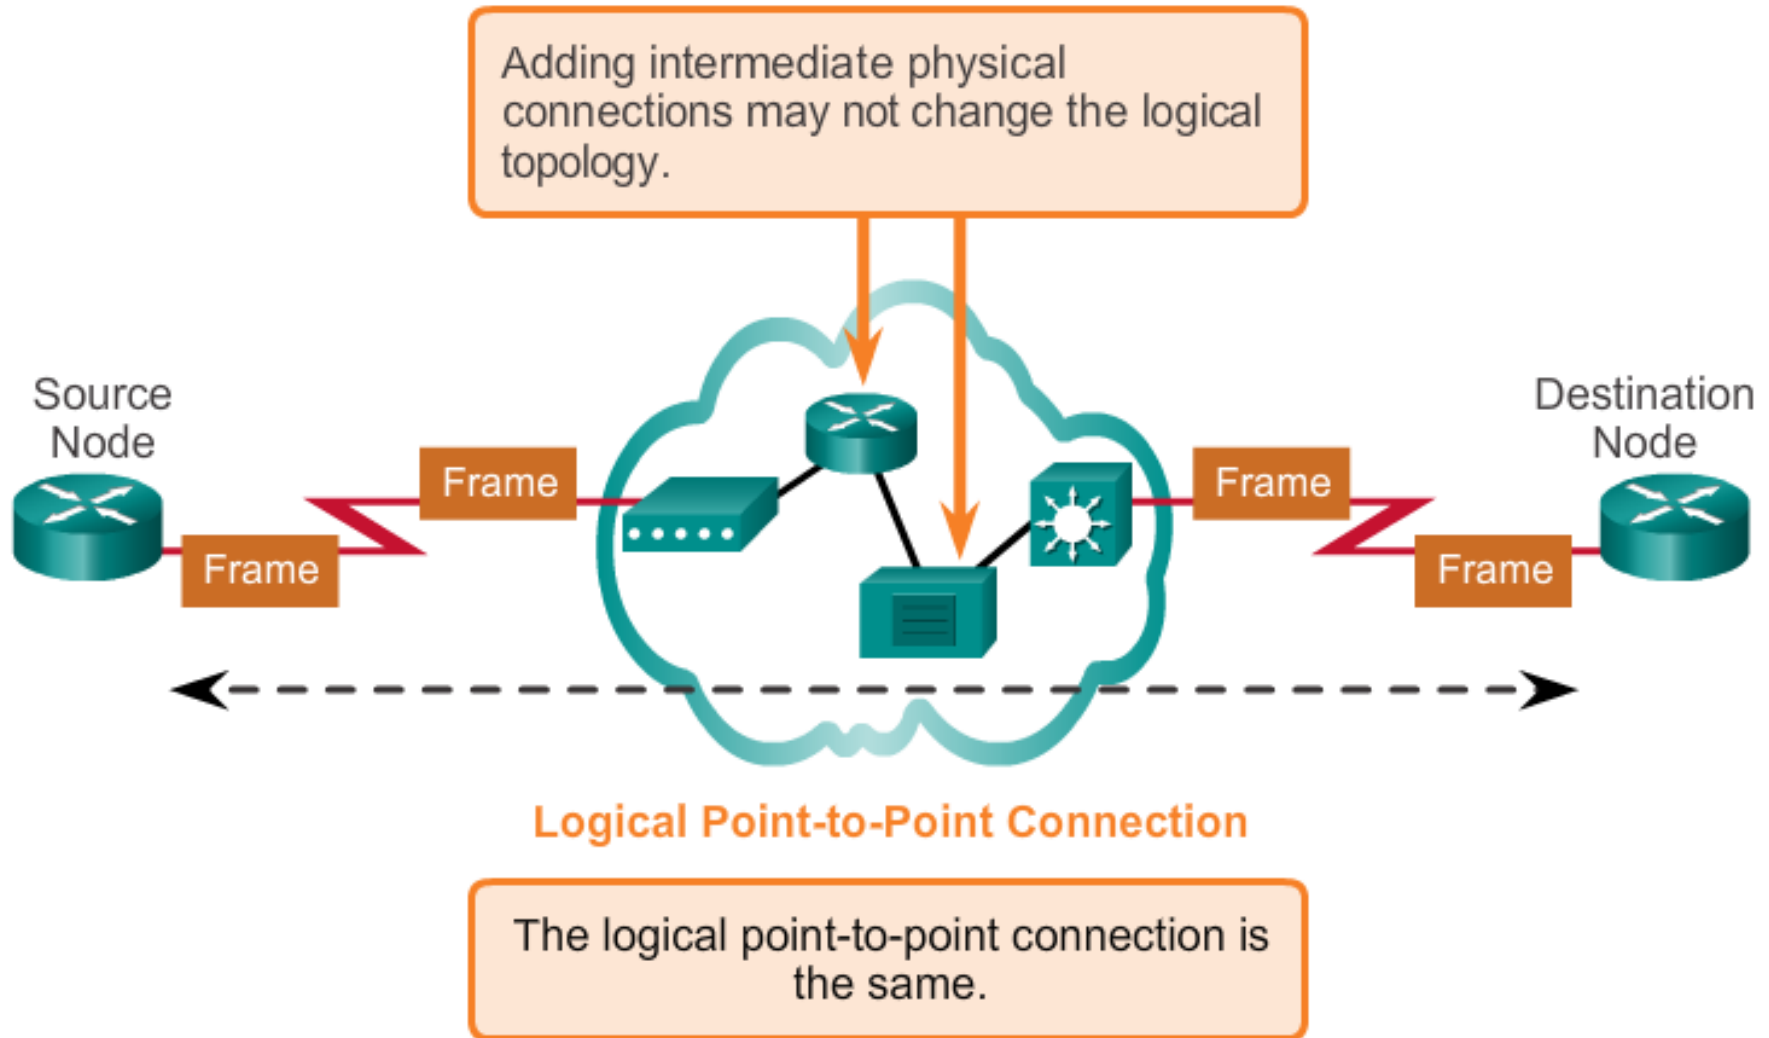 Adding intermediate physical
connections may not change the logical
topology.
Source
Node
Destination
Node
Frame
Frame
Frame
Frame
Logical Point-to-Point Connection
The logical point-to-point connection is
the same.